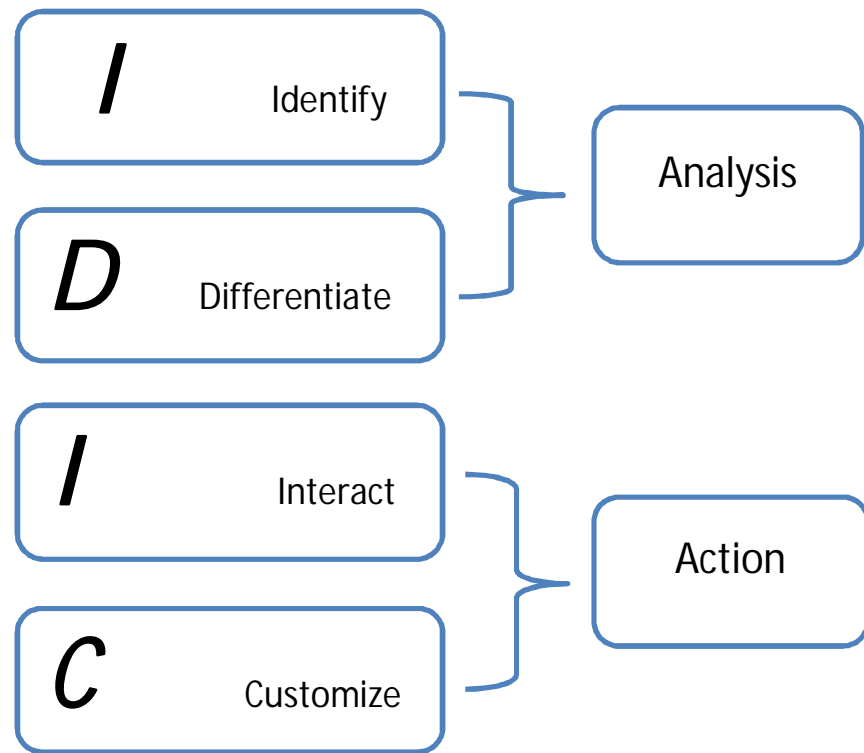 I Identify
D Differentiate
Analysis
I Interact
C Customize
Action